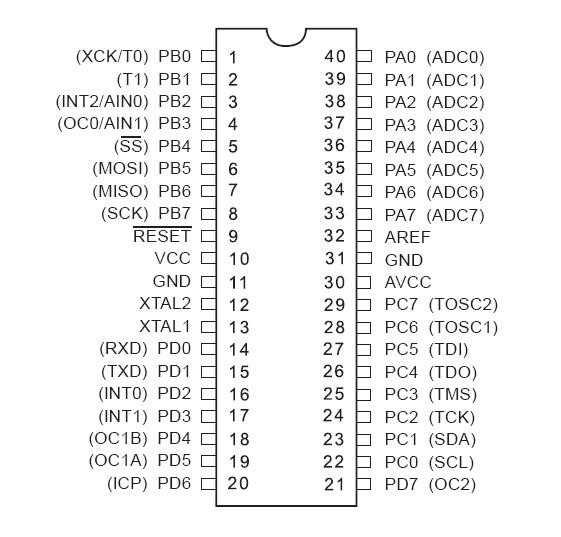 (XCK/T0) PB0 1 40 PA0 (ADC0)
(T1) PB1 2 39 PA1 (ADC1)
(INT2/AIN0) PB2 3 38 PA2 (ADC2)
(OC0/AIN1) PB3 4 37 PA3 (ADC3)
(SS) PB4 5 36 PA4 (ADC4)
(MOSI) PB5 6 35 PA5 (ADC5)
(MISO) PB6 7 34 PA6 (ADC6)
(SCK) PB7 8 33 PA7 (ADC7)
RESET 9 32 AREF
VCC 10 31 GND
GND 11 30 AVCC
XTAL2 12 29 PC7 (TOSC2)
XTAL1 13 28 PC6 (TOSC1)
(RXD) PD0 14 27 PC5 (TDI)
(TXD) PD1 15 26 PC4 (TDO)
(INT0) PD2 16 25 PC3 (TMS)
(INT1) PD3 17 24 PC2 (TCK)
(OC1B) PD4 18 23 PC1 (SDA)
(OC1A) PD5 19 22 PC0 (SCL)
(ICP) PD6 20 21 PD7 (OC2)